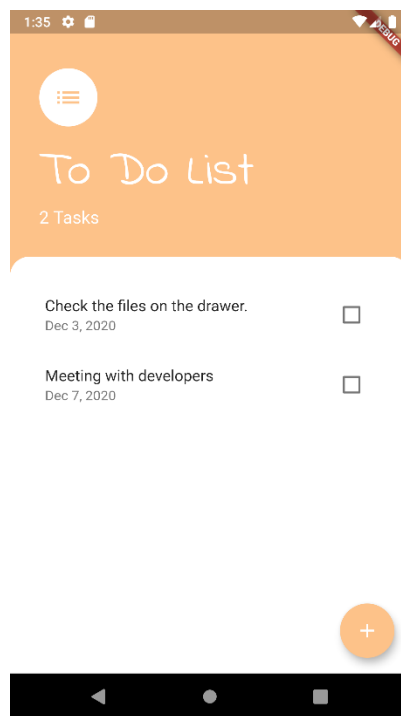 1:35
DEBUG
To Do List
2 Tasks
Check the files on the drawer.
Dec 3, 2020
Meeting with developers
Dec 7, 2020